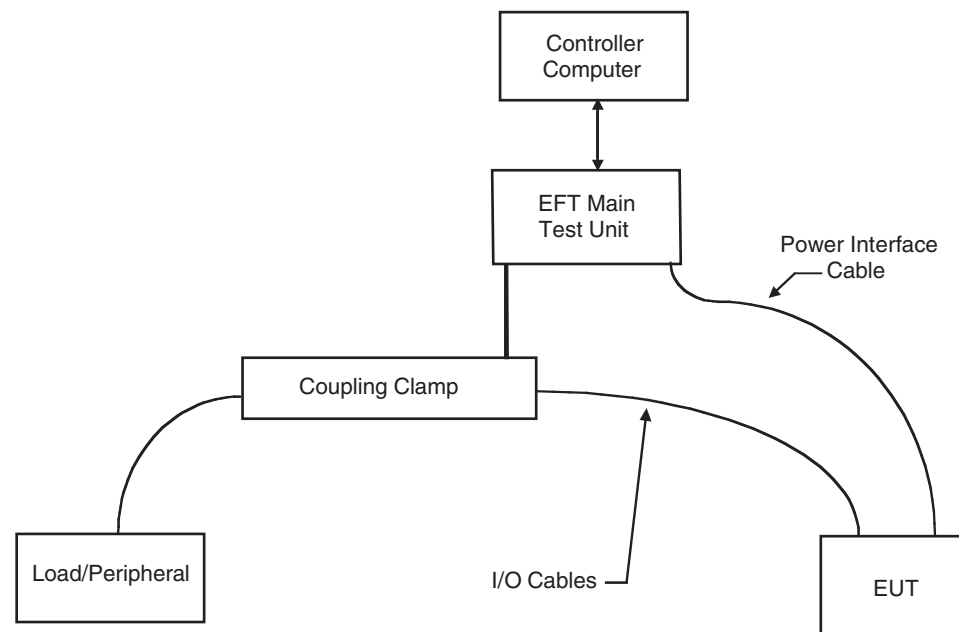 Controller
Computer
EFT Main
Test Unit
Power Interface
Cable
Coupling Clamp
Load/Peripheral
I/O Cables
EUT